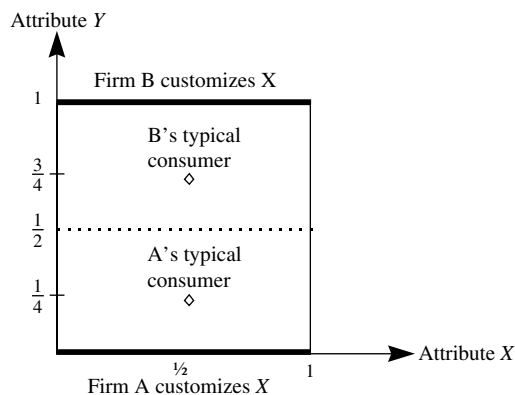 Attribute Y
Firm B customizes X
1
B's typical
consumer
3
4
1
2
A's typical
consumer
1
4
Attribute X
½
1
Firm A customizes X